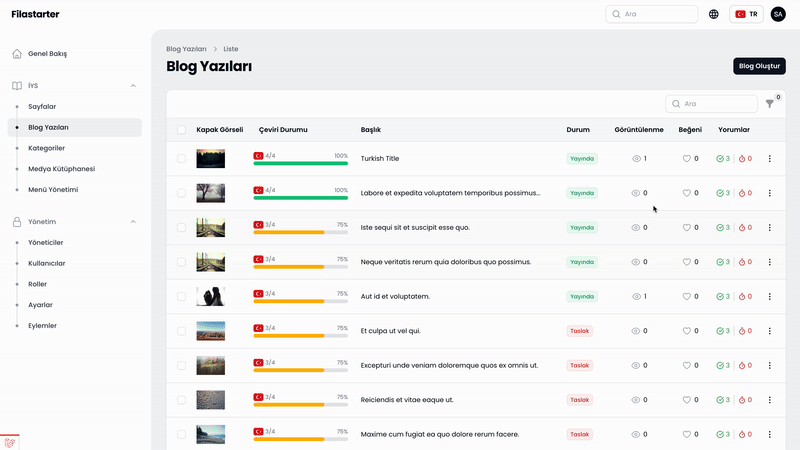 Filastarter
Ara
TR
SA
Genel Bakış
İYS
Sayfalar
Blog Yazıları
Kategoriler
Medya Kütüphanesi
Menü Yönetimi
Yönetim
Yöneticiler
Kullanıcılar
Roller
Ayarlar
Eylemler
Blog Yazıları > Liste
Blog Yazıları
Blog Oluştur
Ara
0
Kapak Görseli Çeviri Durumu Başlık Durum Görüntülenme Beğeni Yorumlar
4/4 100% Turkish Title Yayında 1 0 3 0
4/4 100% Labore et expedita voluptatem temporibus possimus... Yayında 0 0 3 0
3/4 75% Iste sequi sit et suscipit esse quo. Yayında 0 0 3 0
3/4 75% Neque veritatis rerum quia doloribus quo possimus. Yayında 0 0 3 0
3/4 75% Aut id et voluptatem. Yayında 1 0 3 0
3/4 75% Et culpa ut vel qui. Taslak 0 0 3 0
3/4 75% Excepturi unde veniam doloremque quos ex omnis ut. Taslak 0 0 3 0
3/4 75% Reiciendis et vitae eaque ut. Taslak 0 0 3 0
3/4 75% Maxime cum fugiat ea quo dolore rerum facere. Taslak 0 0 3 0